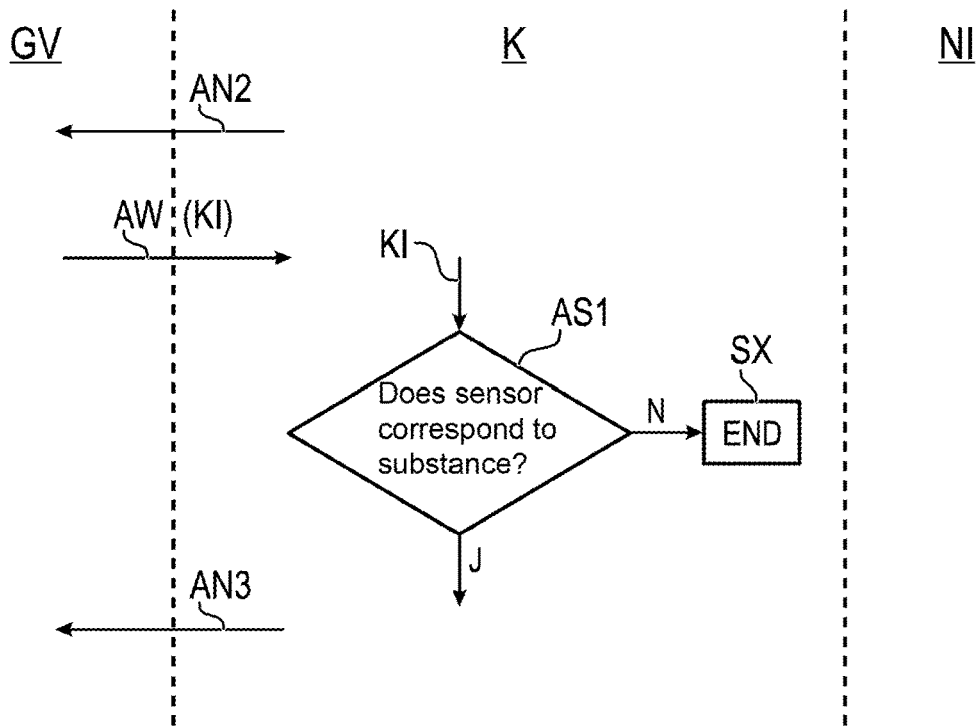 GV
K
NI
AN2
AW (KI)
KI
AS1
SX
Does sensor
correspond to
substance?
N
END
J
AN3